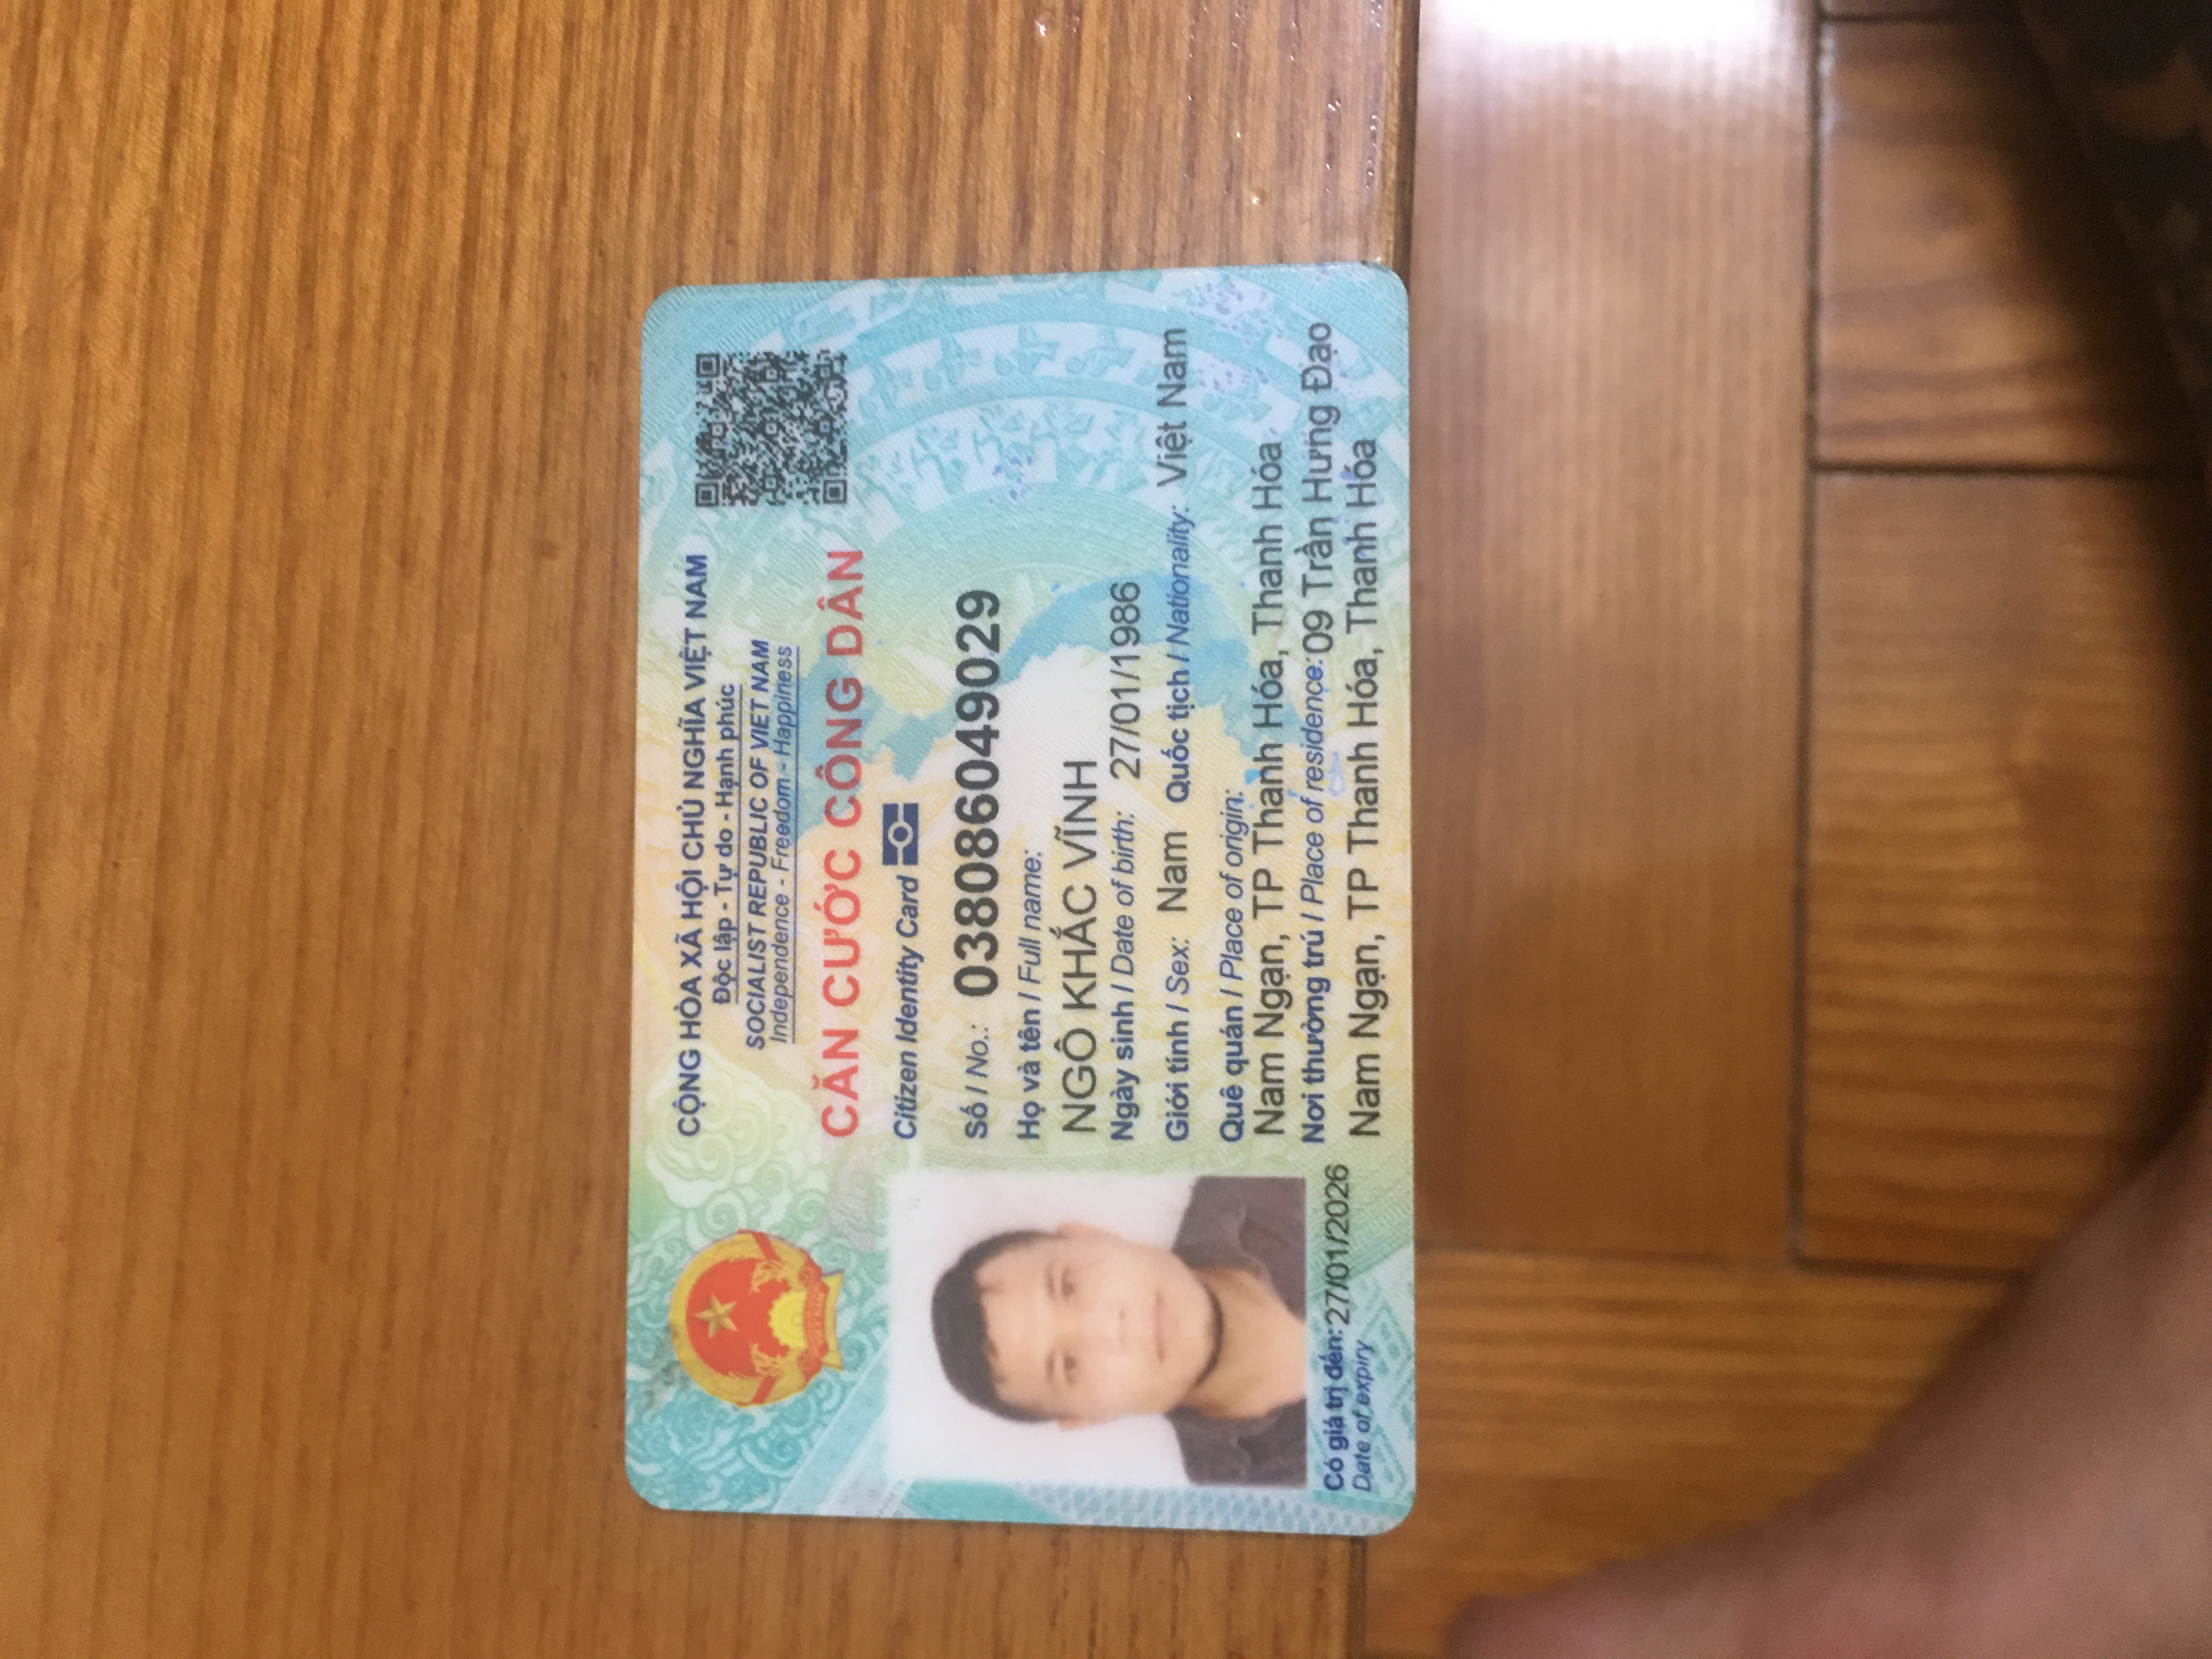 CỘNG HÒA XÃ HỘI CHỦ NGHĨA VIỆT NAM
Độc lập - Tự do - Hạnh phúc
SOCIALIST REPUBLIC OF VIET NAM
Independence - Freedom - Happiness
CĂN CƯỚC CÔNG DÂN
Citizen Identity Card
Số / No.: 038086049029
Họ và tên / Full name:
NGÔ KHẮC VĨNH
Ngày sinh / Date of birth: 27/01/1986
Giới tính / Sex: Nam Quốc tịch / Nationality: Việt Nam
Quê quán / Place of origin:
Nam Ngạn, TP Thanh Hóa, Thanh Hóa
Nơi thường trú / Place of residence: 09 Trần Hưng Đạo
Nam Ngạn, TP Thanh Hóa, Thanh Hóa
Có giá trị đến: 27/01/2026
Date of expiry